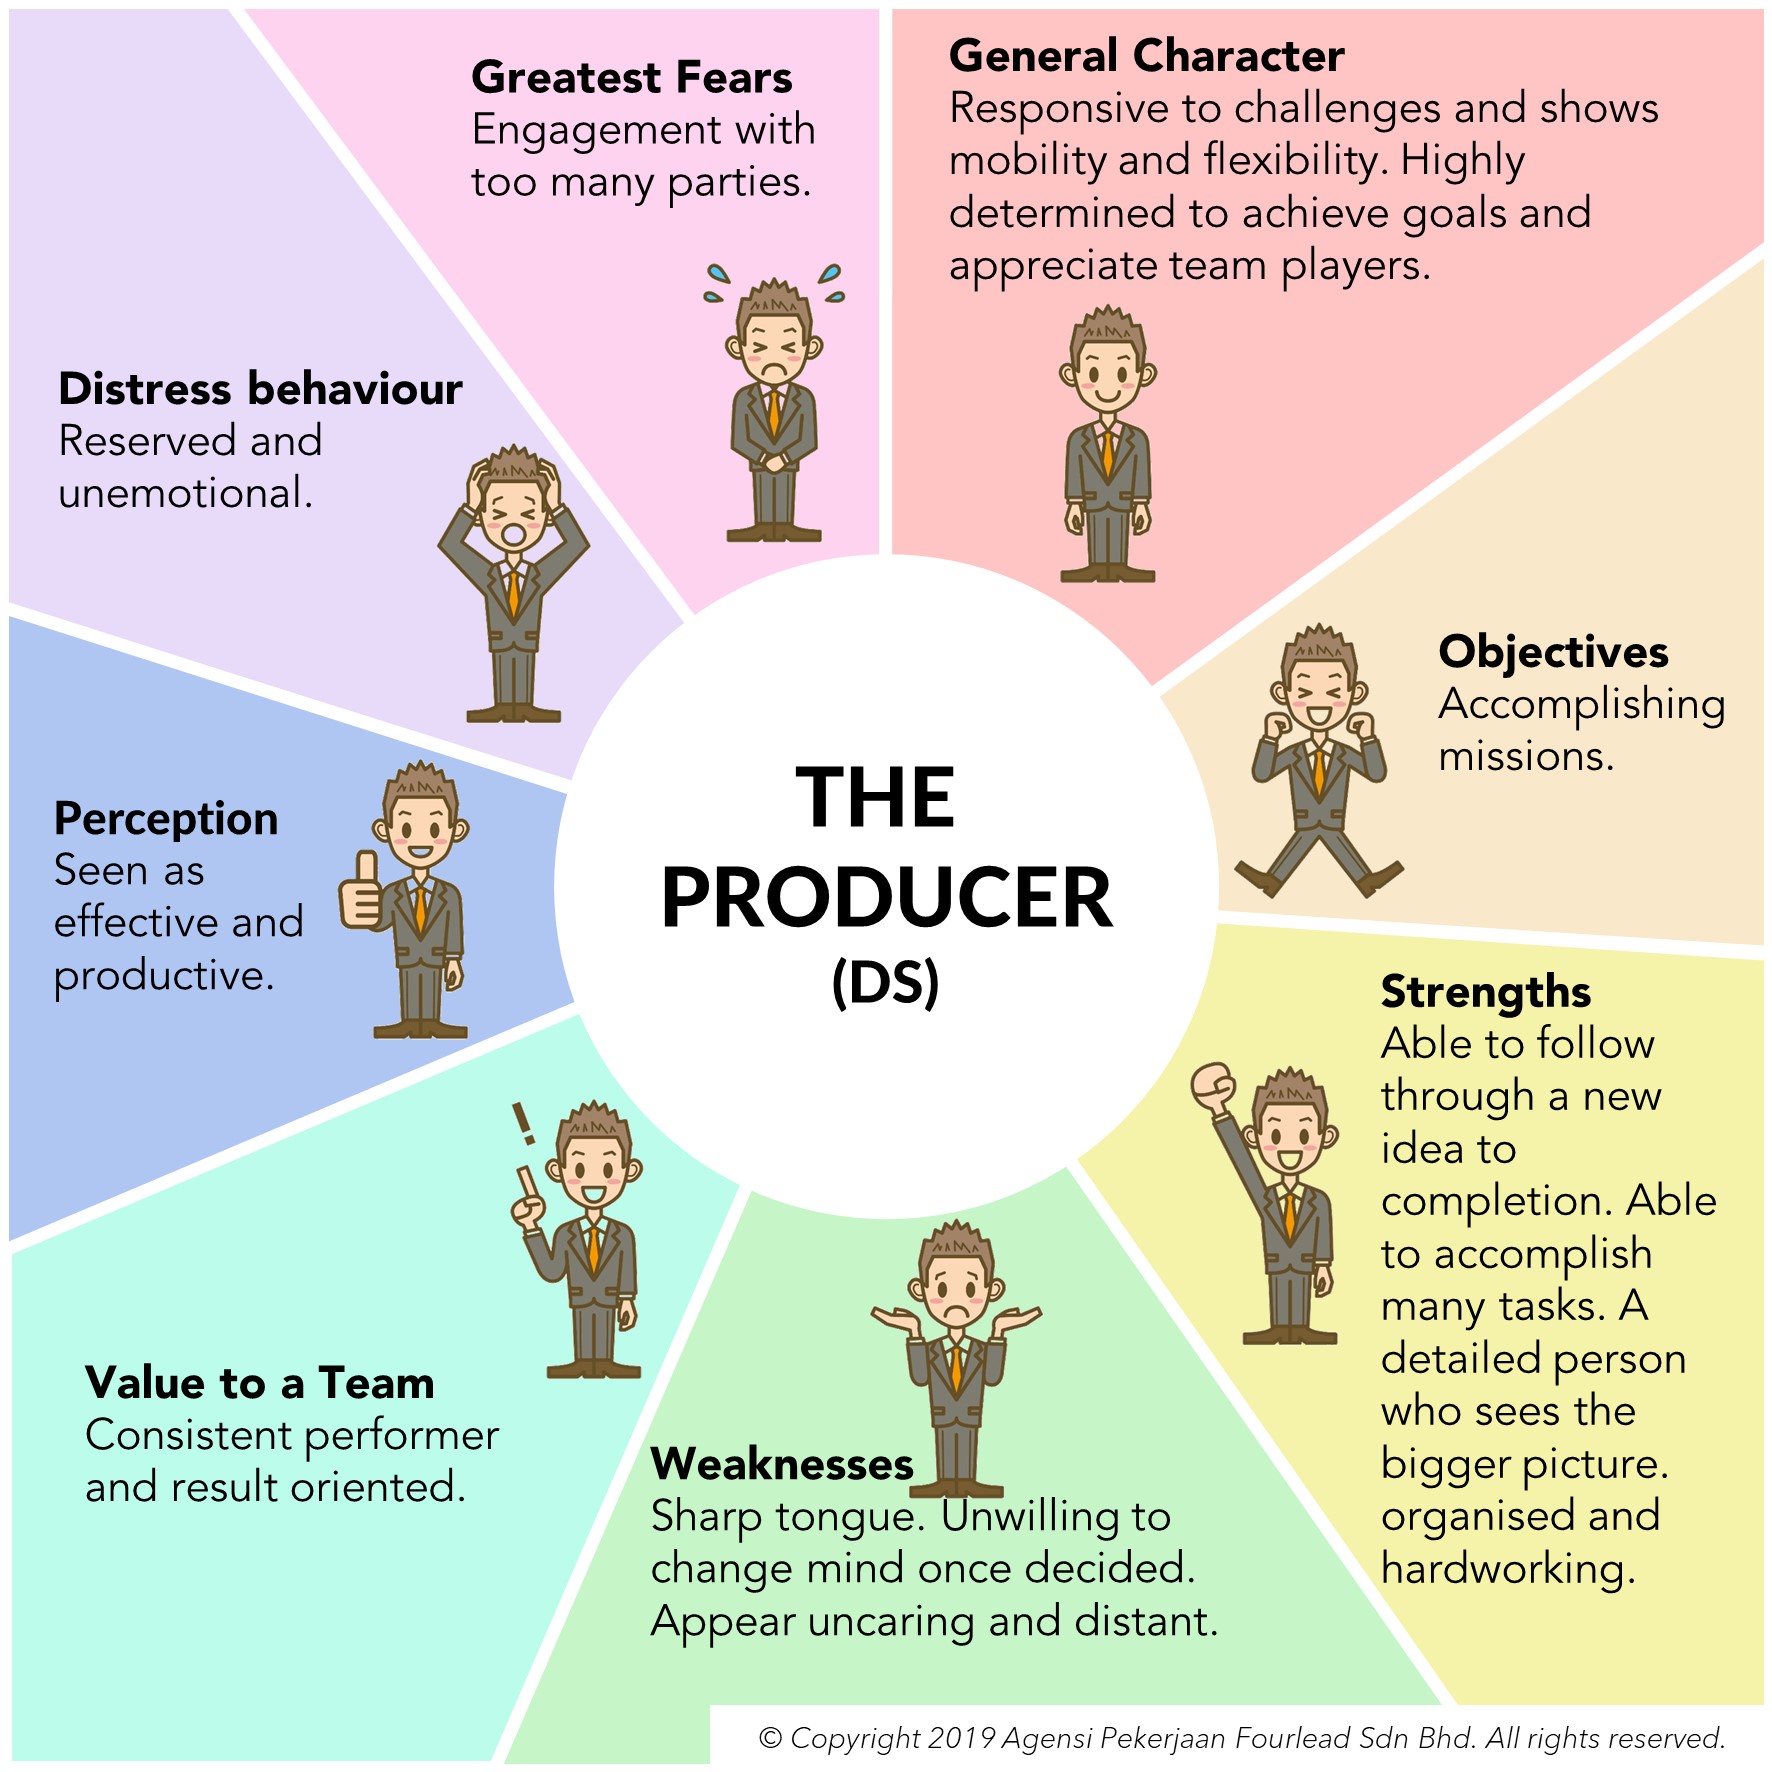 THE
PRODUCER
(DS)
General Character
Responsive to challenges and shows
mobility and flexibility. Highly
determined to achieve goals and
appreciate team players.
Objectives
Accomplishing
missions.
Strengths
Able to follow
through a new
idea to
completion. Able
to accomplish
many tasks. A
detailed person
who sees the
bigger picture.
organised and
hardworking.
Weaknesses
Sharp tongue. Unwilling to
change mind once decided.
Appear uncaring and distant.
Value to a Team
Consistent performer
and result oriented.
!
Perception
Seen as
effective and
productive.
Distress behaviour
Reserved and
unemotional.
Greatest Fears
Engagement with
too many parties.
© Copyright 2019 Agensi Pekerjaan Fourlead Sdn Bhd. All rights reserved.